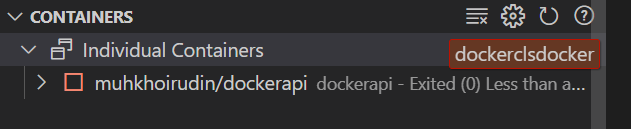 CONTAINERS
Individual Containers
dockerclsdocker
muhkhoirudin/dockerapi dockerapi - Exited (0) Less than a...